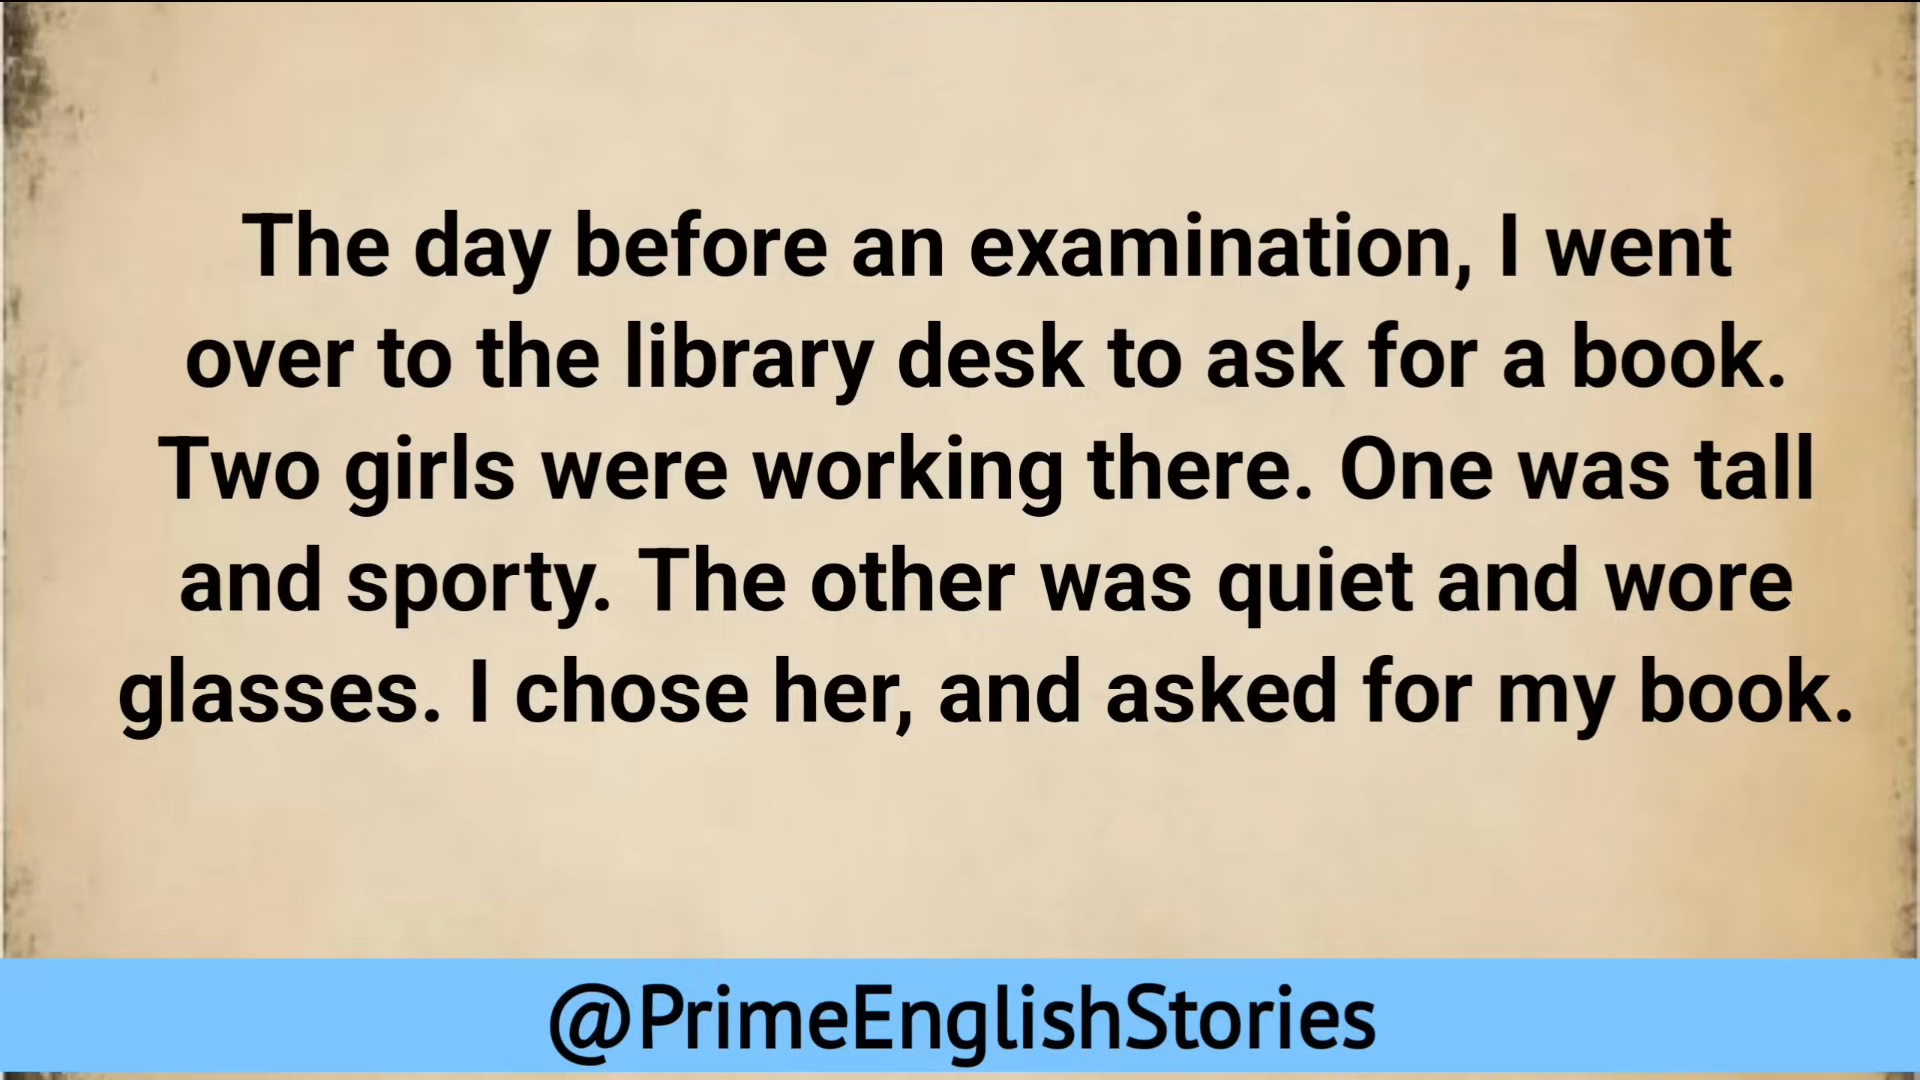 The day before an examination, I went
over to the library desk to ask for a book.
Two girls were working there. One was tall
and sporty. The other was quiet and wore
glasses. I chose her, and asked for my book.
@PrimeEnglishStories